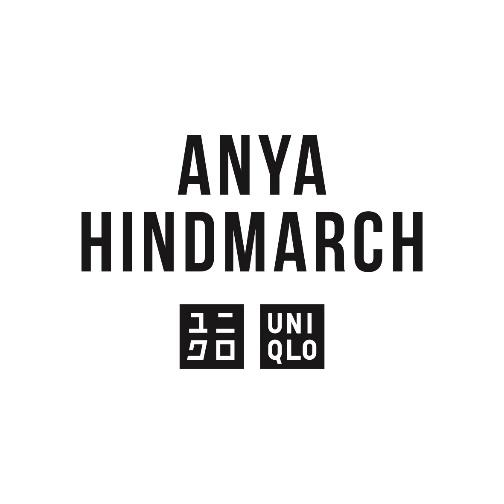 ANYA
HINDMARCH
ユニ
クロ
UNI
QLO